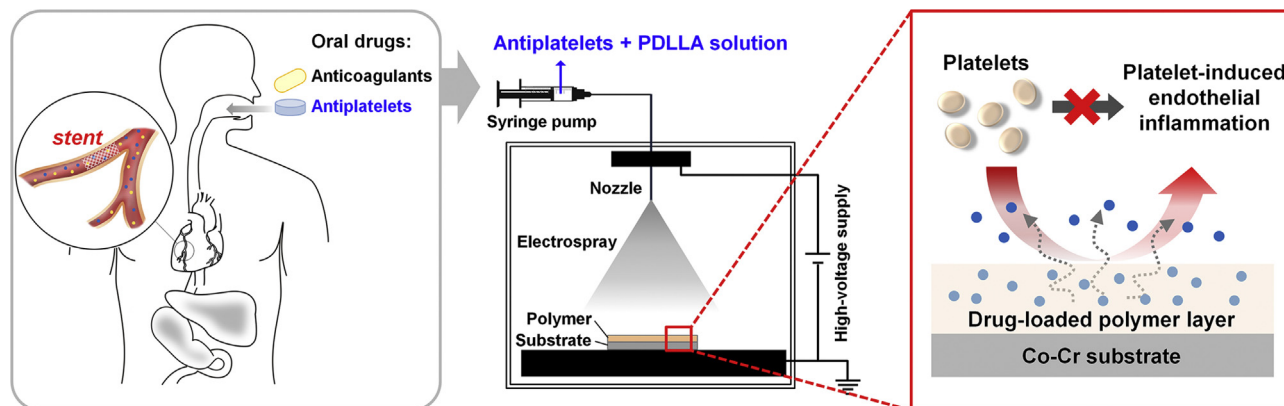 Oral drugs:
Anticoagulants
Antiplatelets
stent
Antiplatelets + PDLLA solution
Syringe pump
Nozzle
Electrospray
Polymer
Substrate
High-voltage supply
Platelets
Platelet-induced
endothelial
inflammation
Drug-loaded polymer layer
Co-Cr substrate